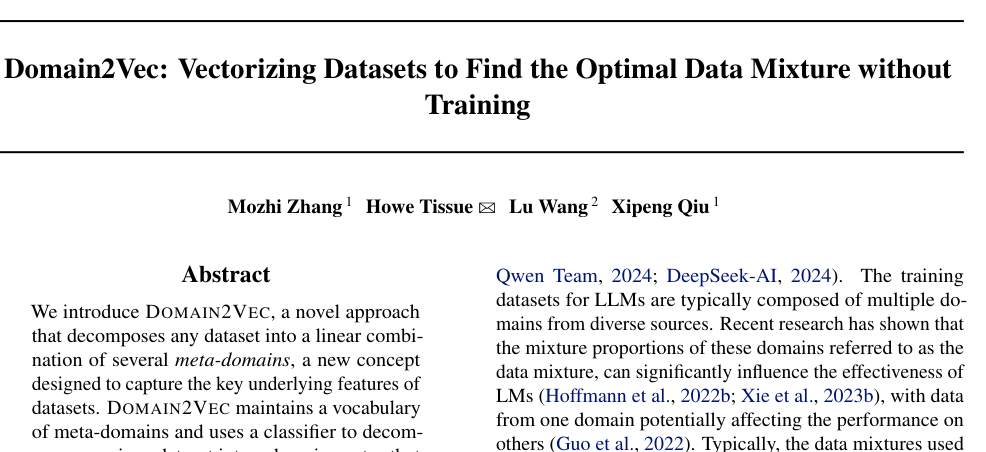 Domain2Vec: Vectorizing Datasets to Find the Optimal Data Mixture without
Training
Mozhi Zhang 1 Howe Tissue ✉ Lu Wang 2 Xipeng Qiu 1
Abstract
We introduce DOMAIN2VEC, a novel approach
that decomposes any dataset into a linear combi-
nation of several meta-domains, a new concept
designed to capture the key underlying features of
datasets. DOMAIN2VEC maintains a vocabulary
of meta-domains and uses a classifier to decom-
Qwen Team, 2024; DeepSeek-AI, 2024). The training
datasets for LLMs are typically composed of multiple do-
mains from diverse sources. Recent research has shown that
the mixture proportions of these domains referred to as the
data mixture, can significantly influence the effectiveness of
LMs (Hoffmann et al., 2022b; Xie et al., 2023b), with data
from one domain potentially affecting the performance on
others (Guo et al., 2022). Typically, the data mixtures used